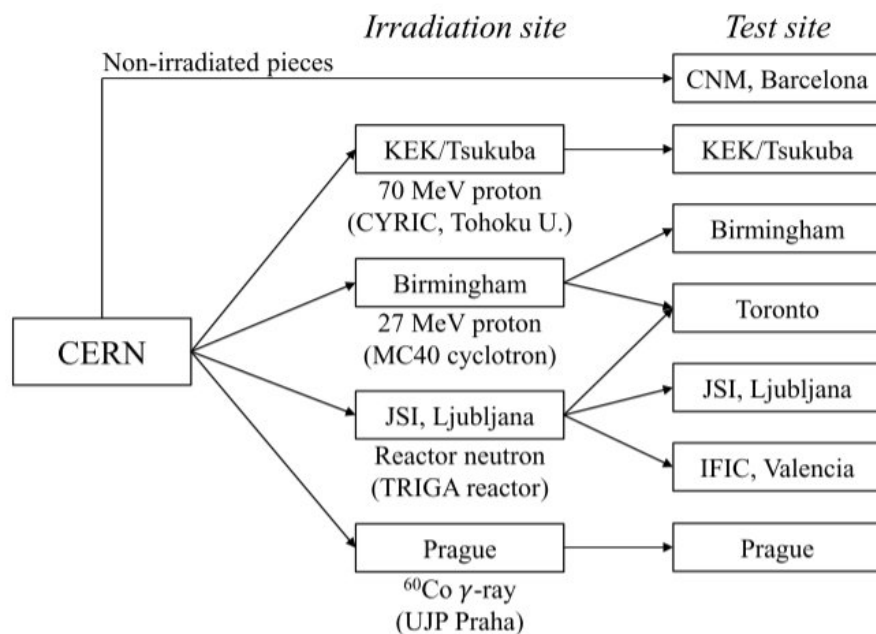 Irradiation site
Test site
Non-irradiated pieces
CNM, Barcelona
KEK/Tsukuba
70 MeV proton
(CYRIC, Tohoku U.)
KEK/Tsukuba
Birmingham
Birmingham
27 MeV proton
(MC40 cyclotron)
Toronto
CERN
JSI, Ljubljana
Reactor neutron
(TRIGA reactor)
JSI, Ljubljana
IFIC, Valencia
Prague
⁶⁰Co γ-ray
(UJP Praha)
Prague